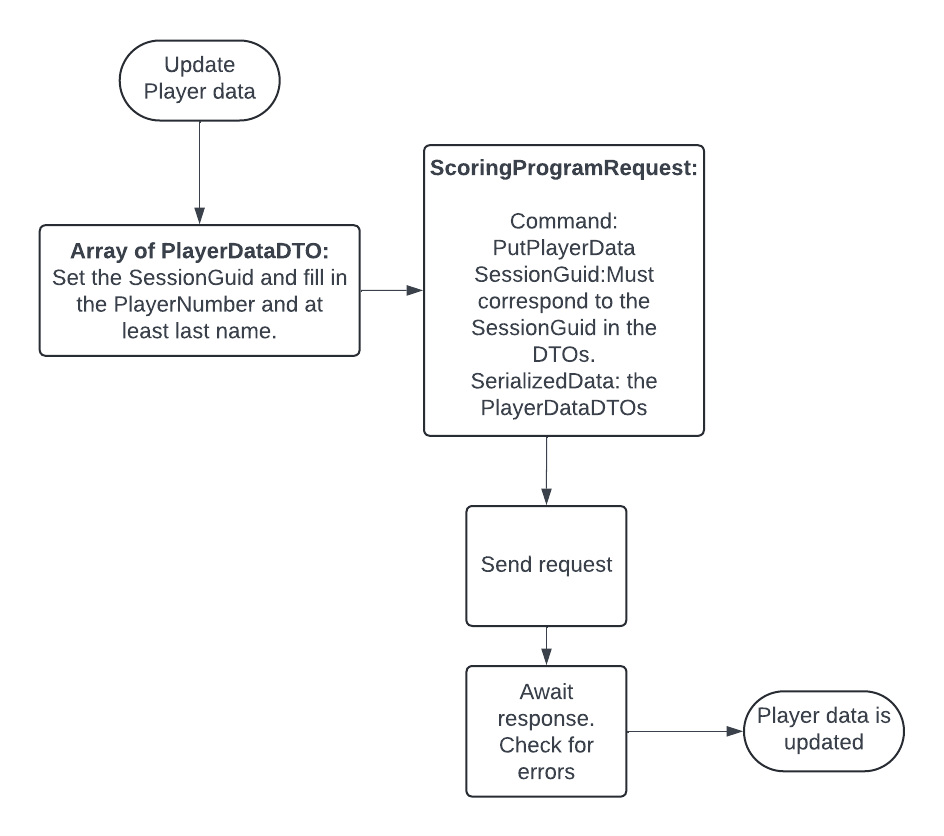 Update
Player data
Array of PlayerDataDTO:
Set the SessionGuid and fill in
the PlayerNumber and at
least last name.
ScoringProgramRequest:
Command:
PutPlayerData
SessionGuid:Must
correspond to the
SessionGuid in the
DTOs.
SerializedData: the
PlayerDataDTOs
Send request
Await
response.
Check for
errors
Player data is
updated